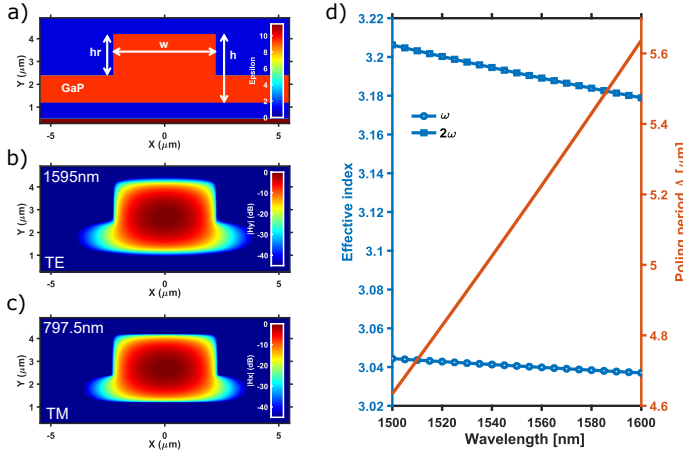 a)
hr
w
h
GaP
Y (μm)
4
3
2
1
-5
0
5
X (μm)
Epsilon
10
8
6
4
2
0
b)
1595nm
TE
Y (μm)
4
3
2
1
-5
0
5
X (μm)
|Hy| (dB)
0
-10
-20
-30
-40
c)
797.5nm
TM
Y (μm)
4
3
2
1
-5
0
5
X (μm)
|Hx| (dB)
0
-10
-20
-30
-40
d)
Effective index
3.22
3.2
3.18
3.16
3.14
3.12
3.1
3.08
3.06
3.04
3.02
ω
2ω
1500
1520
1540
1560
1580
1600
Wavelength [nm]
5.6
5.4
5.2
5
4.8
4.6
Poling period Λ [μm]